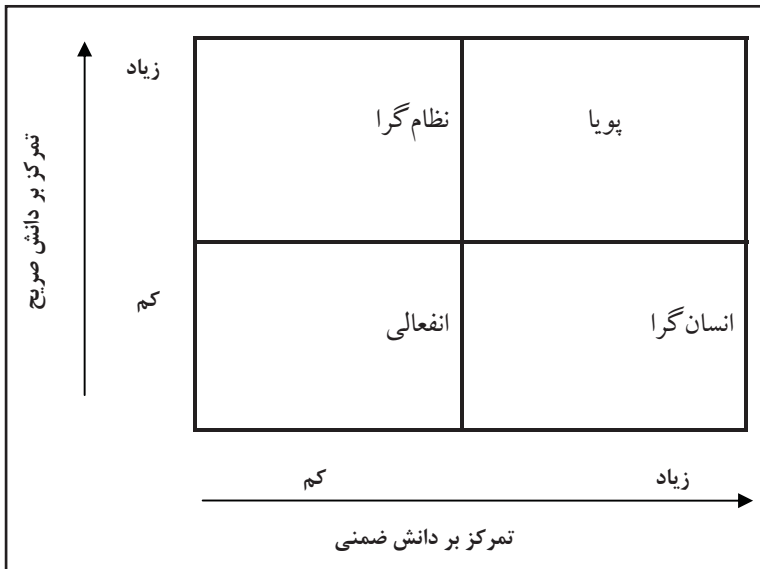 زیاد
نظام‌گرا
پویا
تمرکز بر دانش صریح
کم
انفعالی
انسان‌گرا
کم
زیاد
تمرکز بر دانش ضمنی